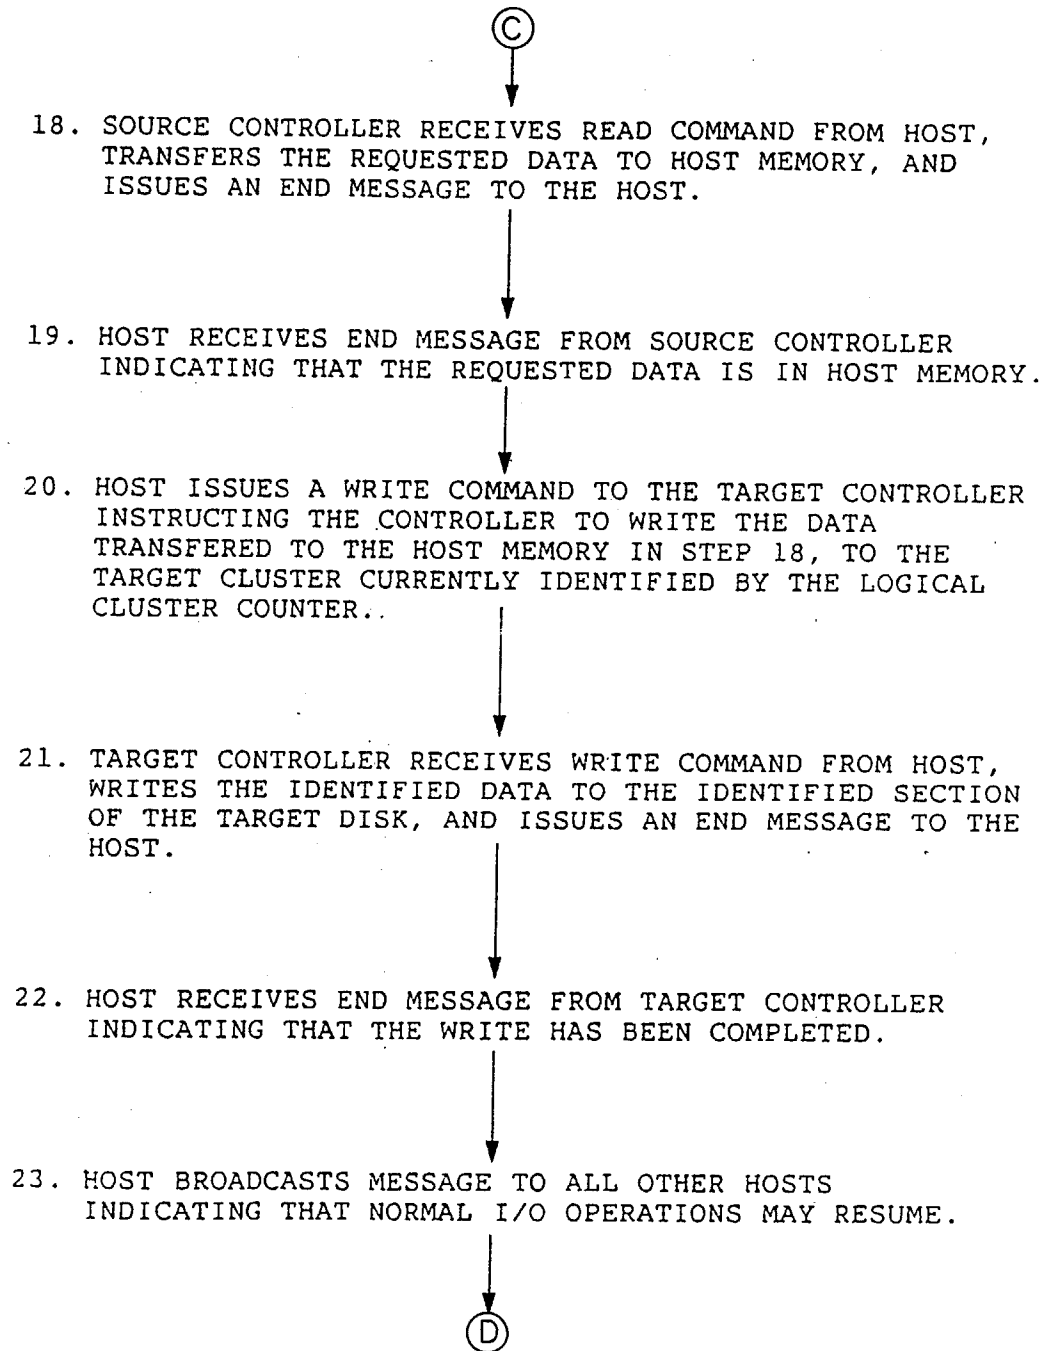 C
18. SOURCE CONTROLLER RECEIVES READ COMMAND FROM HOST,
TRANSFERS THE REQUESTED DATA TO HOST MEMORY, AND
ISSUES AN END MESSAGE TO THE HOST.
19. HOST RECEIVES END MESSAGE FROM SOURCE CONTROLLER
INDICATING THAT THE REQUESTED DATA IS IN HOST MEMORY.
20. HOST ISSUES A WRITE COMMAND TO THE TARGET CONTROLLER
INSTRUCTING THE CONTROLLER TO WRITE THE DATA
TRANSFERED TO THE HOST MEMORY IN STEP 18, TO THE
TARGET CLUSTER CURRENTLY IDENTIFIED BY THE LOGICAL
CLUSTER COUNTER..
21. TARGET CONTROLLER RECEIVES WRITE COMMAND FROM HOST,
WRITES THE IDENTIFIED DATA TO THE IDENTIFIED SECTION
OF THE TARGET DISK, AND ISSUES AN END MESSAGE TO THE
HOST.
22. HOST RECEIVES END MESSAGE FROM TARGET CONTROLLER
INDICATING THAT THE WRITE HAS BEEN COMPLETED.
23. HOST BROADCASTS MESSAGE TO ALL OTHER HOSTS
INDICATING THAT NORMAL I/O OPERATIONS MAY RESUME.
D